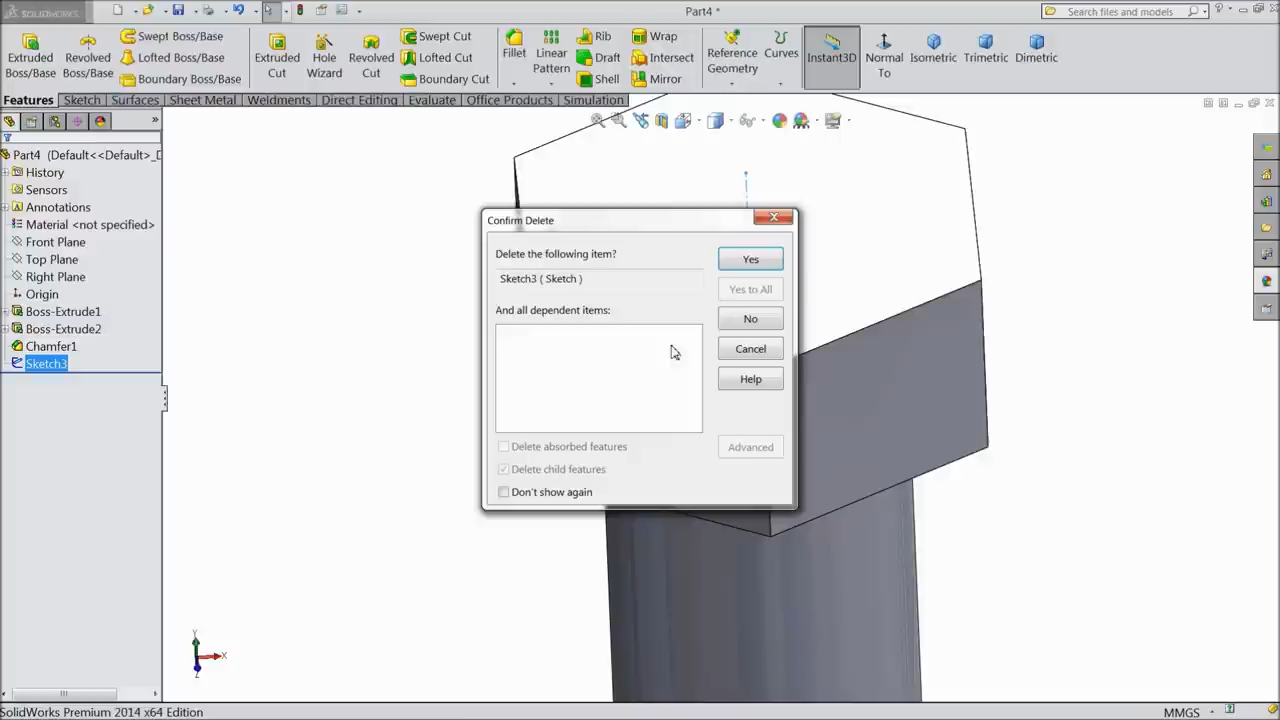 SOLIDWORKS
Part4 *
Search files and models
Extruded Boss/Base
Revolved Boss/Base
Swept Boss/Base
Lofted Boss/Base
Boundary Boss/Base
Extruded Cut
Hole Wizard
Revolved Cut
Swept Cut
Lofted Cut
Boundary Cut
Fillet
Linear Pattern
Rib
Draft
Shell
Wrap
Intersect
Mirror
Reference Geometry
Curves
Instant3D
Normal To
Isometric
Trimetric
Dimetric
Features
Sketch
Surfaces
Sheet Metal
Weldments
Direct Editing
Evaluate
Office Products
Simulation
Part4 (Default<<Default>_D
History
Sensors
Annotations
Material <not specified>
Front Plane
Top Plane
Right Plane
Origin
Boss-Extrude1
Boss-Extrude2
Chamfer1
Sketch3
Confirm Delete
Delete the following item?
Sketch3 ( Sketch )
And all dependent items:
Yes
Yes to All
No
Cancel
Help
Advanced
Delete absorbed features
Delete child features
Don't show again
Y
X
Z
SolidWorks Premium 2014 x64 Edition
MMGS